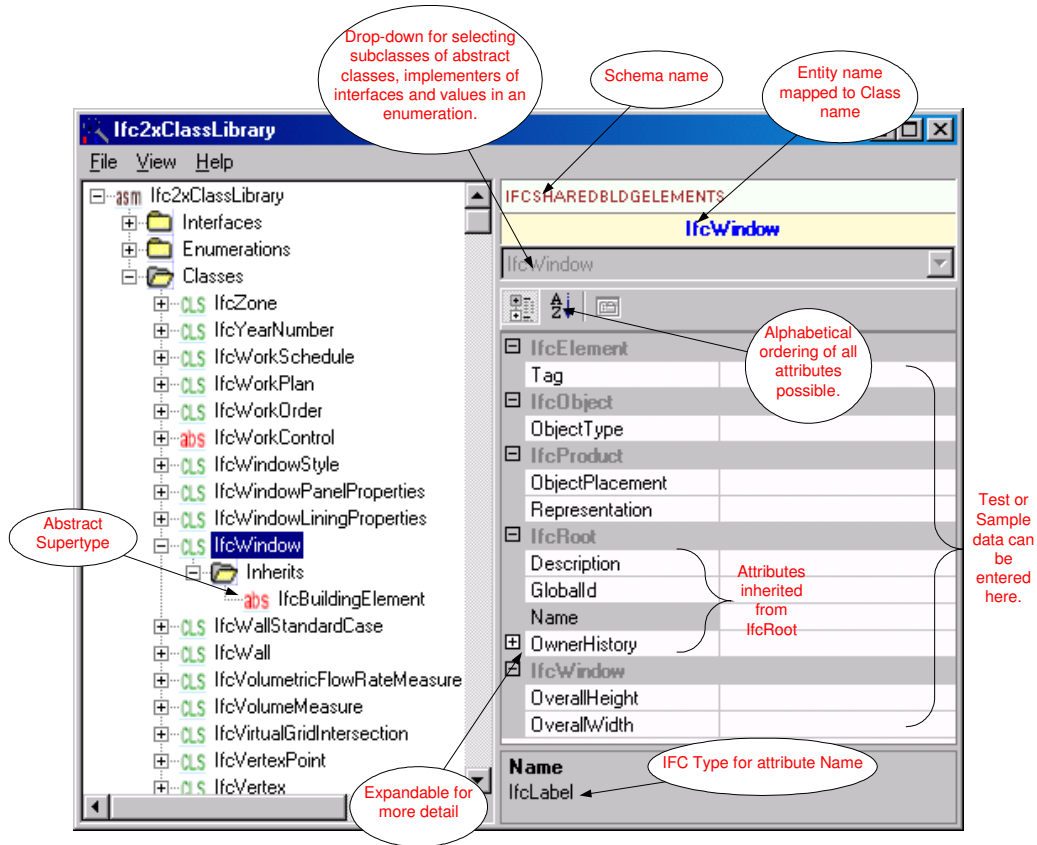 Drop-down for selecting
subclasses of abstract
classes, implementers of
interfaces and values in an
enumeration.
Schema name
Entity name
mapped to Class
name
Ifc2xClassLibrary
File View Help
asm Ifc2xClassLibrary
Interfaces
Enumerations
Classes
CLS IfcZone
CLS IfcYearNumber
CLS IfcWorkSchedule
CLS IfcWorkPlan
CLS IfcWorkOrder
abs IfcWorkControl
CLS IfcWindowStyle
CLS IfcWindowPanelProperties
CLS IfcWindowLiningProperties
CLS IfcWindow
Inherits
abs IfcBuildingElement
CLS IfcWallStandardCase
CLS IfcWall
CLS IfcVolumetricFlowRateMeasure
CLS IfcVolumeMeasure
CLS IfcVirtualGridIntersection
CLS IfcVertexPoint
CLS IfcVertex
Abstract
Supertype
Expandable for
more detail
IFCSHAREDBLDGELEMENTS
IfcWindow
IfcWindow
A
Z
Alphabetical
ordering of all
attributes
possible.
IfcElement
Tag
IfcObject
ObjectType
IfcProduct
ObjectPlacement
Representation
IfcRoot
Description
GlobalId
Name
OwnerHistory
IfcWindow
OverallHeight
OverallWidth
Attributes
inherited
from
IfcRoot
Test or
Sample
data can
be
entered
here.
Name
IfcLabel
IFC Type for attribute Name